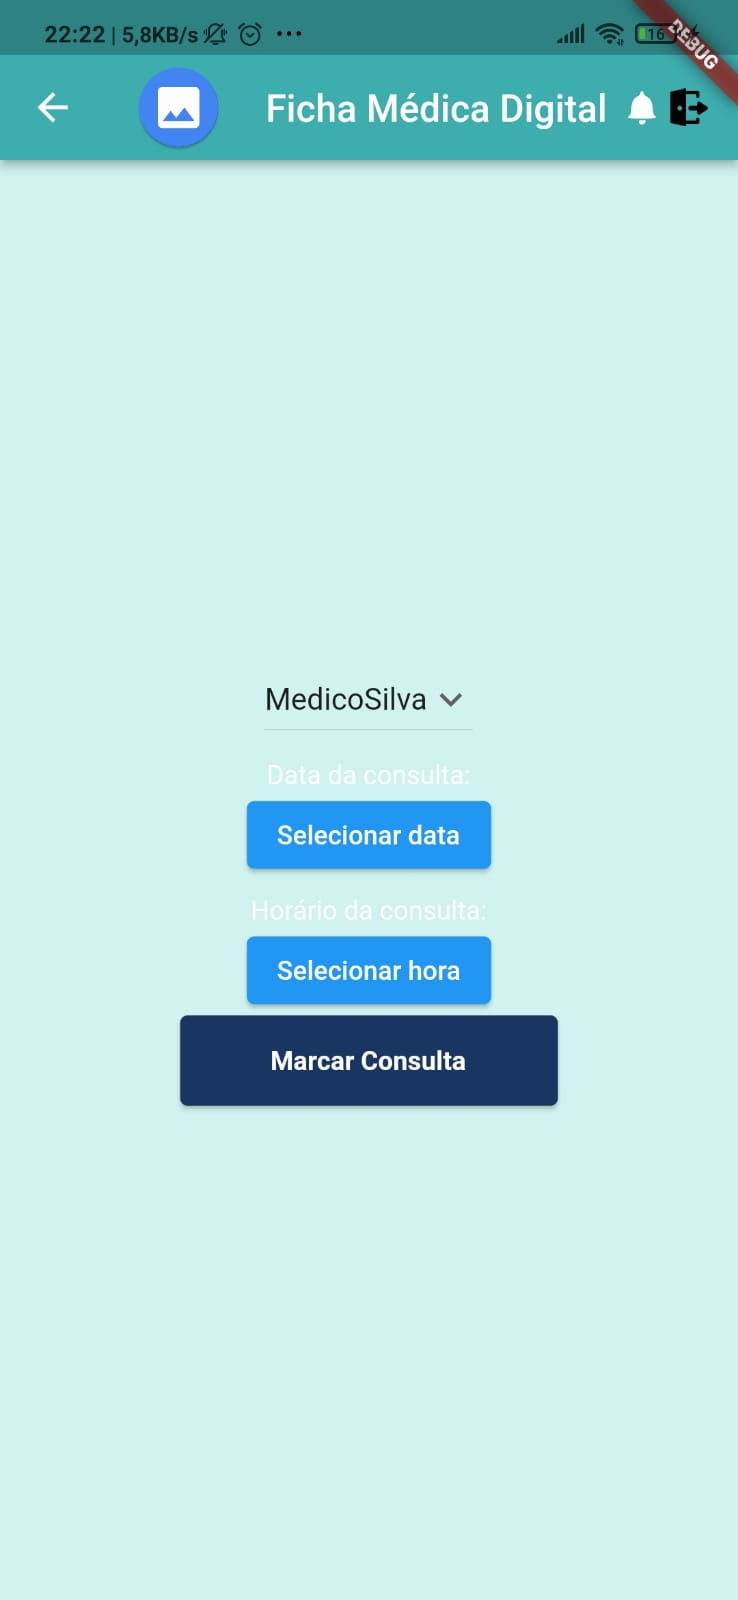 22:22 | 5,8KB/s
16
DEBUG
Ficha Médica Digital
MedicoSilva
Data da consulta:
Selecionar data
Horário da consulta:
Selecionar hora
Marcar Consulta